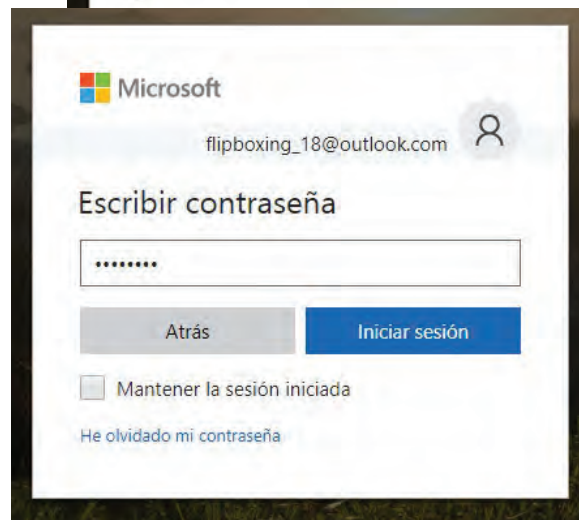 Microsoft
flipboxing_18@outlook.com
Escribir contraseña
••••••••
Atrás
Iniciar sesión
Mantener la sesión iniciada
He olvidado mi contraseña